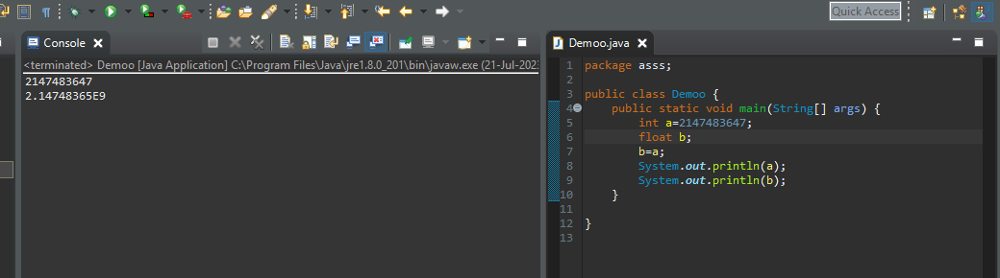 Quick Access
Console
<terminated> Demoo [Java Application] C:\Program Files\Java\jre1.8.0_201\bin\javaw.exe (21-Jul-202
2147483647
2.14748365E9
Demoo.java
1 package asss;
2
3 public class Demoo {
4 public static void main(String[] args) {
5 int a=2147483647;
6 float b;
7 b=a;
8 System.out.println(a);
9 System.out.println(b);
10 }
11
12 }
13